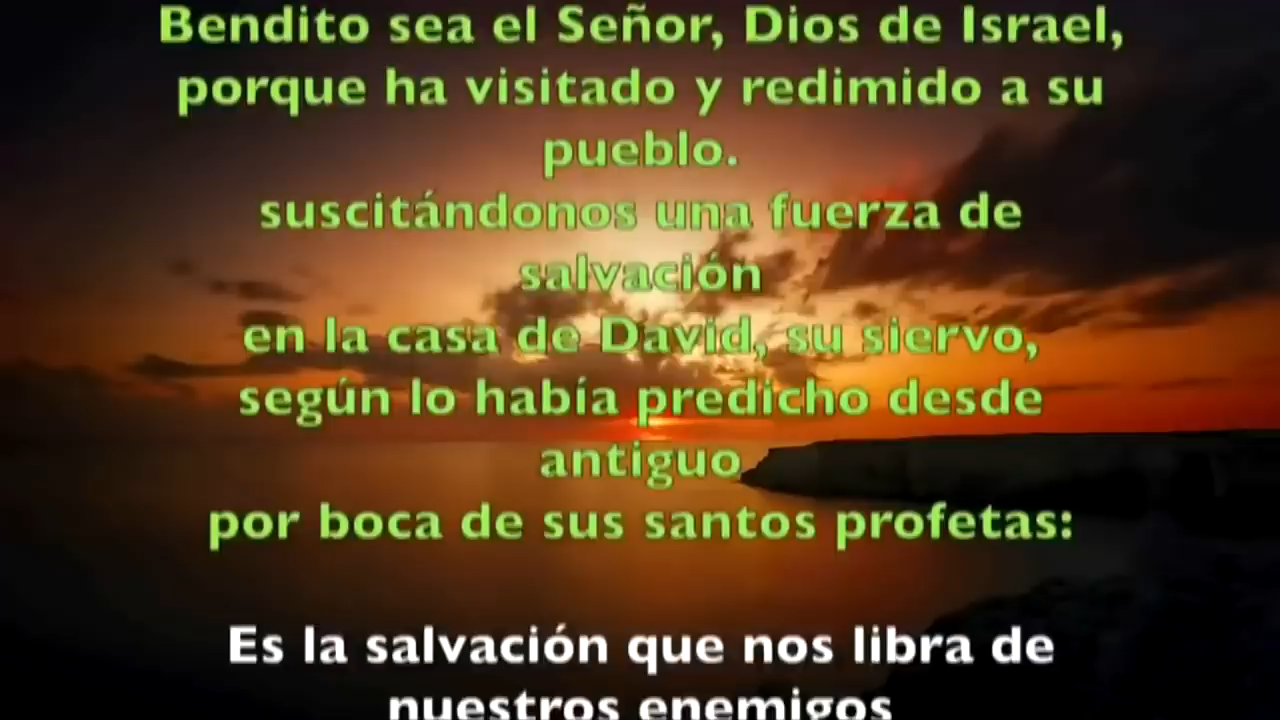 Bendito sea el Señor, Dios de Israel,
porque ha visitado y redimido a su
pueblo.
suscitándonos una fuerza de
salvación
en la casa de David, su siervo,
según lo había predicho desde
antiguo
por boca de sus santos profetas:
Es la salvación que nos libra de
nuestros enemigos